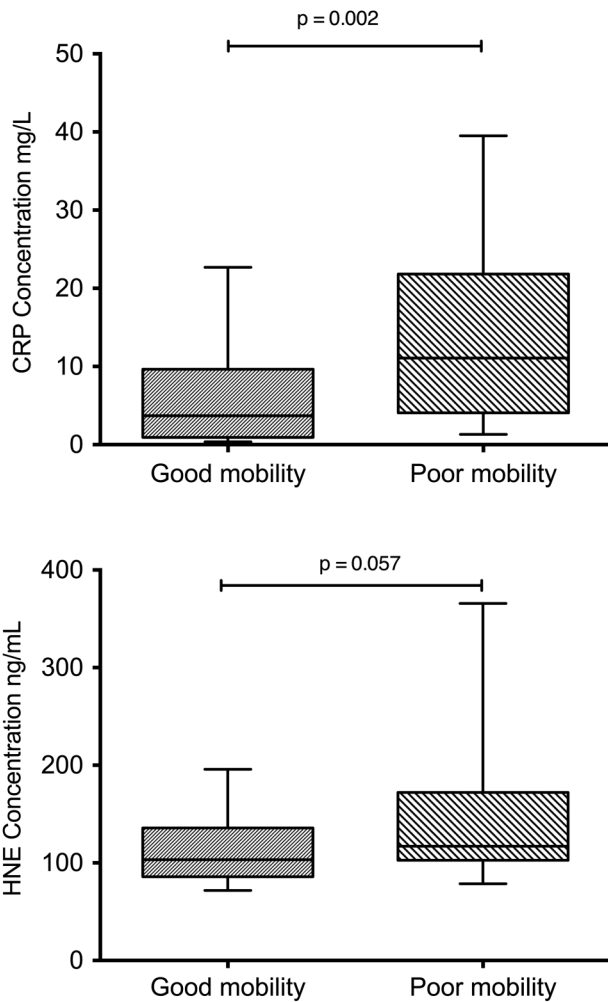 p = 0.002
50
40
30
20
10
0
CRP Concentration mg/L
Good mobility
Poor mobility
p = 0.057
400
300
200
100
0
HNE Concentration ng/mL
Good mobility
Poor mobility